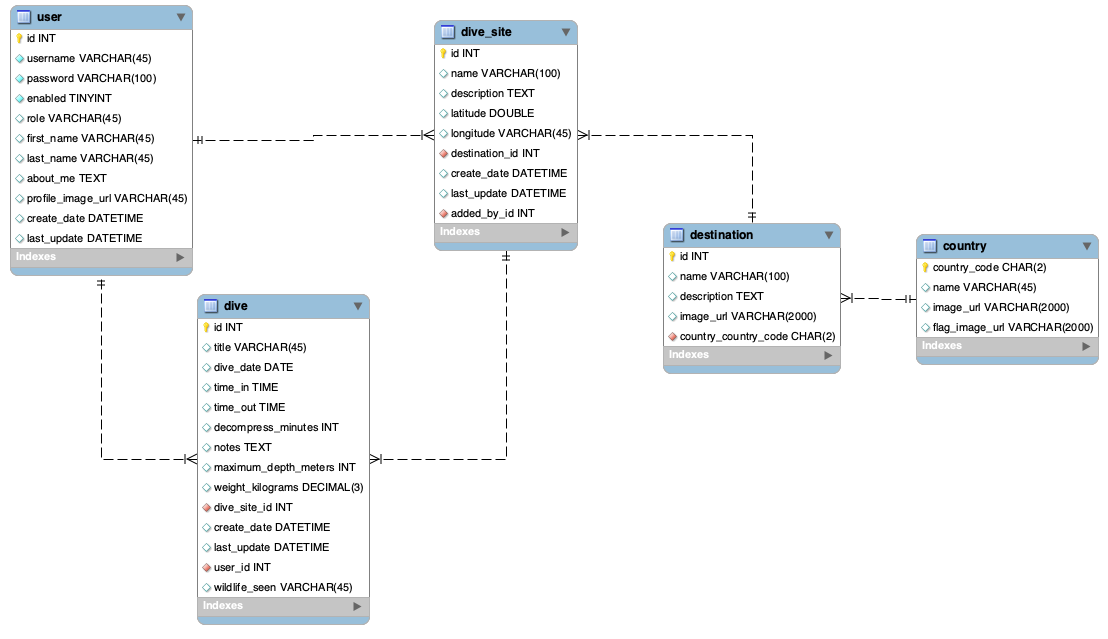 user
id INT
username VARCHAR(45)
password VARCHAR(100)
enabled TINYINT
role VARCHAR(45)
first_name VARCHAR(45)
last_name VARCHAR(45)
about_me TEXT
profile_image_url VARCHAR(45)
create_date DATETIME
last_update DATETIME
Indexes
dive_site
id INT
name VARCHAR(100)
description TEXT
latitude DOUBLE
longitude VARCHAR(45)
destination_id INT
create_date DATETIME
last_update DATETIME
added_by_id INT
Indexes
destination
id INT
name VARCHAR(100)
description TEXT
image_url VARCHAR(2000)
country_country_code CHAR(2)
Indexes
country
country_code CHAR(2)
name VARCHAR(45)
image_url VARCHAR(2000)
flag_image_url VARCHAR(2000)
Indexes
dive
id INT
title VARCHAR(45)
dive_date DATE
time_in TIME
time_out TIME
decompress_minutes INT
notes TEXT
maximum_depth_meters INT
weight_kilograms DECIMAL(3)
dive_site_id INT
create_date DATETIME
last_update DATETIME
user_id INT
wildlife_seen VARCHAR(45)
Indexes